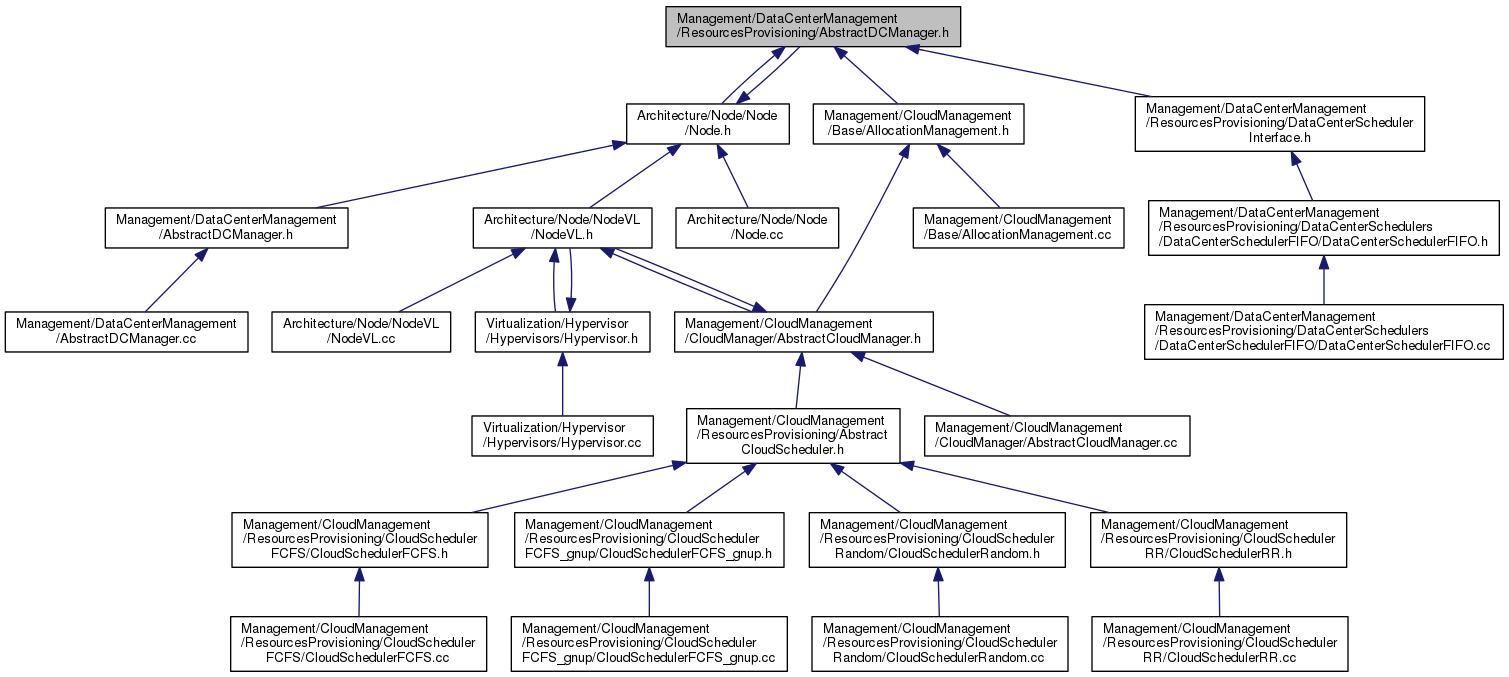 Management/DataCenterManagement
/ResourcesProvisioning/AbstractDCManager.h
Architecture/Node/Node
/Node.h
Management/CloudManagement
/Base/AllocationManagement.h
Management/DataCenterManagement
/ResourcesProvisioning/DataCenterScheduler
Interface.h
Management/DataCenterManagement
/AbstractDCManager.h
Architecture/Node/NodeVL
/NodeVL.h
Architecture/Node/Node
/Node.cc
Management/CloudManagement
/Base/AllocationManagement.cc
Management/DataCenterManagement
/ResourcesProvisioning/DataCenterSchedulers
/DataCenterSchedulerFIFO/DataCenterSchedulerFIFO.h
Management/DataCenterManagement
/AbstractDCManager.cc
Architecture/Node/NodeVL
/NodeVL.cc
Virtualization/Hypervisor
/Hypervisors/Hypervisor.h
Management/CloudManagement
/CloudManager/AbstractCloudManager.h
Management/DataCenterManagement
/ResourcesProvisioning/DataCenterSchedulers
/DataCenterSchedulerFIFO/DataCenterSchedulerFIFO.cc
Virtualization/Hypervisor
/Hypervisors/Hypervisor.cc
Management/CloudManagement
/ResourcesProvisioning/Abstract
CloudScheduler.h
Management/CloudManagement
/CloudManager/AbstractCloudManager.cc
Management/CloudManagement
/ResourcesProvisioning/CloudScheduler
FCFS/CloudSchedulerFCFS.h
Management/CloudManagement
/ResourcesProvisioning/CloudScheduler
FCFS_gnup/CloudSchedulerFCFS_gnup.h
Management/CloudManagement
/ResourcesProvisioning/CloudScheduler
Random/CloudSchedulerRandom.h
Management/CloudManagement
/ResourcesProvisioning/CloudScheduler
RR/CloudSchedulerRR.h
Management/CloudManagement
/ResourcesProvisioning/CloudScheduler
FCFS/CloudSchedulerFCFS.cc
Management/CloudManagement
/ResourcesProvisioning/CloudScheduler
FCFS_gnup/CloudSchedulerFCFS_gnup.cc
Management/CloudManagement
/ResourcesProvisioning/CloudScheduler
Random/CloudSchedulerRandom.cc
Management/CloudManagement
/ResourcesProvisioning/CloudScheduler
RR/CloudSchedulerRR.cc